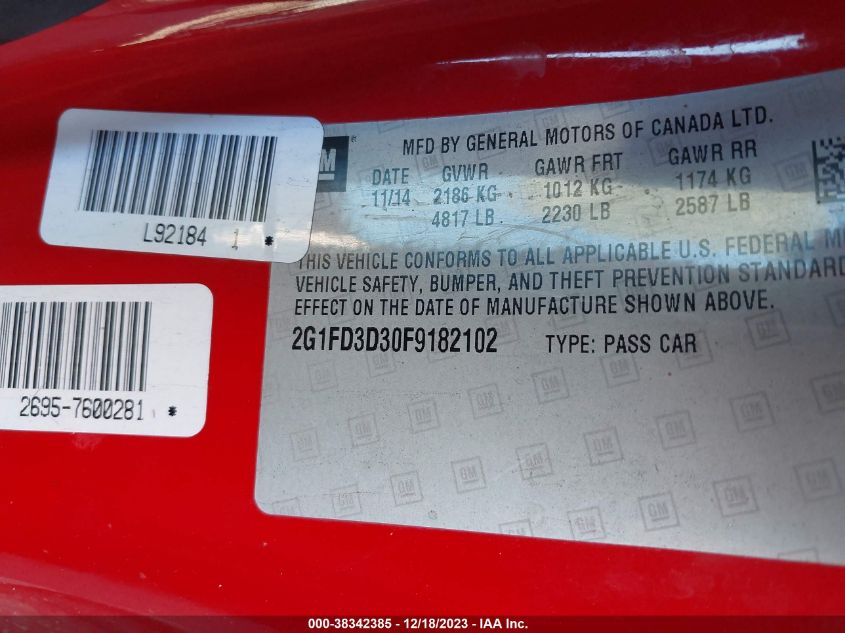 MFD BY GENERAL MOTORS OF CANADA LTD.
GM
DATE GVWR GAWR FRT GAWR RR
11/14 2186 KG 1012 KG 1174 KG
4817 LB 2230 LB 2587 LB
THIS VEHICLE CONFORMS TO ALL APPLICABLE U.S. FEDERAL
VEHICLE SAFETY, BUMPER, AND THEFT PREVENTION STANDARD
EFFECT ON THE DATE OF MANUFACTURE SHOWN ABOVE.
2G1FD3D30F9182102 TYPE: PASS CAR
L92184 1 *
2695-7600281 *
000-38342385 - 12/18/2023 - IAA Inc.